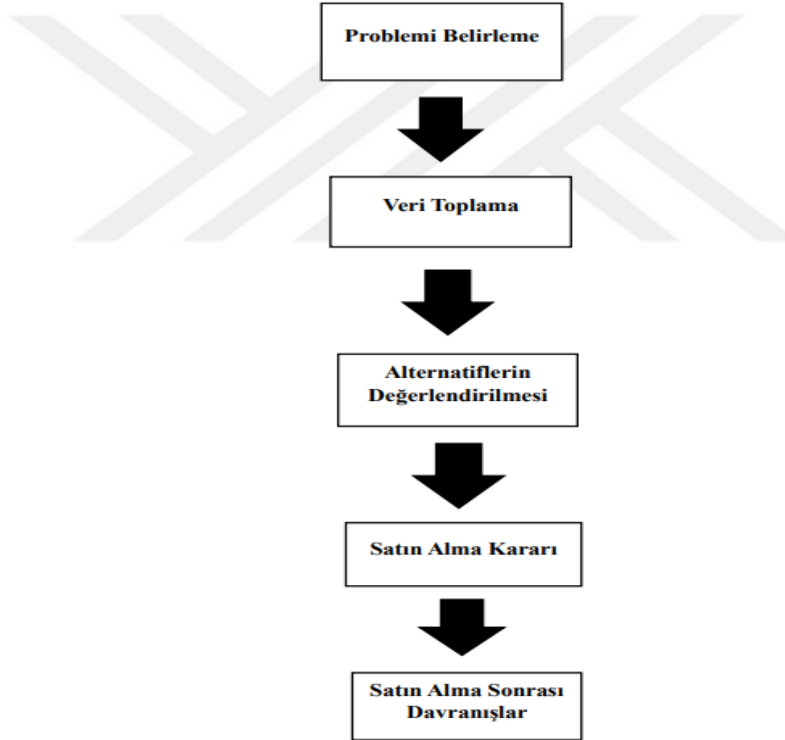 Problemi Belirleme
Veri Toplama
Alternatiflerin
Değerlendirilmesi
Satın Alma Kararı
Satın Alma Sonrası
Davranışlar